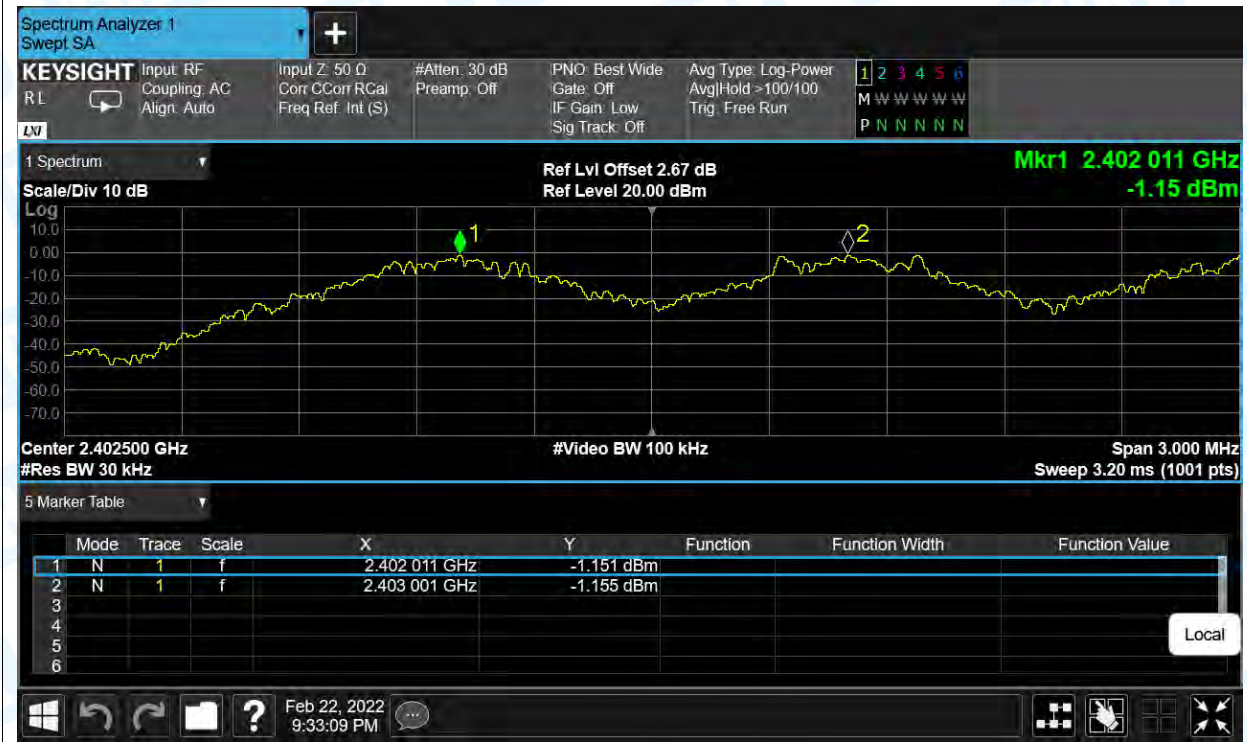 Spectrum Analyzer 1
Swept SA
KEYSIGHT
R L
LXI
Input: RF
Coupling: AC
Align: Auto
Input Z: 50 Ω
Corr CCorr RCal
Freq Ref: Int (S)
#Atten: 30 dB
Preamp: Off
PNO: Best Wide
Gate: Off
IF Gain: Low
Sig Track: Off
Avg Type: Log-Power
Avg|Hold:>100/100
Trig: Free Run
1 2 3 4 5 6
M W W W W W W
P N N N N N N
1 Spectrum
Scale/Div 10 dB
Ref Lvl Offset 2.67 dB
Ref Level 20.00 dBm
Mkr1 2.402 011 GHz
-1.15 dBm
Log
10.0
0.00
-10.0
-20.0
-30.0
-40.0
-50.0
-60.0
-70.0
1
2
Center 2.402500 GHz
#Res BW 30 kHz
#Video BW 100 kHz
Span 3.000 MHz
Sweep 3.20 ms (1001 pts)
5 Marker Table
Mode Trace Scale X Y Function Function Width Function Value
1 N 1 f 2.402 011 GHz -1.151 dBm
2 N 1 f 2.403 001 GHz -1.155 dBm
3
4
5
6
Local
?
Feb 22, 2022
9:33:09 PM